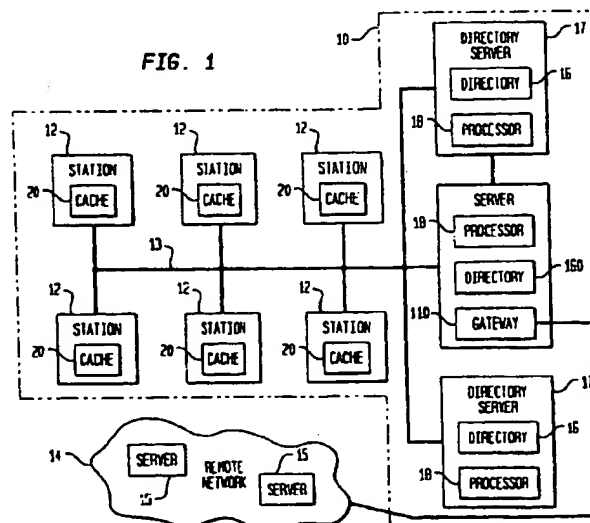 FIG. 1
10
DIRECTORY
SERVER
17
DIRECTORY
16
18
PROCESSOR
12
STATION
20
CACHE
12
STATION
20
CACHE
12
STATION
20
CACHE
SERVER
18
PROCESSOR
DIRECTORY
160
110
GATEWAY
13
12
STATION
20
CACHE
12
STATION
20
CACHE
12
STATION
20
CACHE
DIRECTORY
SERVER
DIRECTORY
16
18
PROCESSOR
14
SERVER
15
REMOTE
NETWORK
15
SERVER